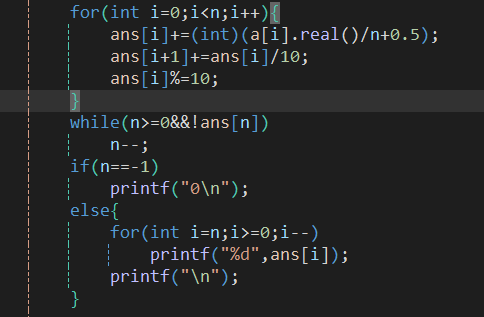 for(int i=0;i<n;i++){
ans[i]+=(int)(a[i].real()/n+0.5);
ans[i+1]+=ans[i]/10;
ans[i]%=10;
}
while(n>=0&&!ans[n])
n--;
if(n==-1)
printf("0\n");
else{
for(int i=n;i>=0;i--)
printf("%d",ans[i]);
printf("\n");
}